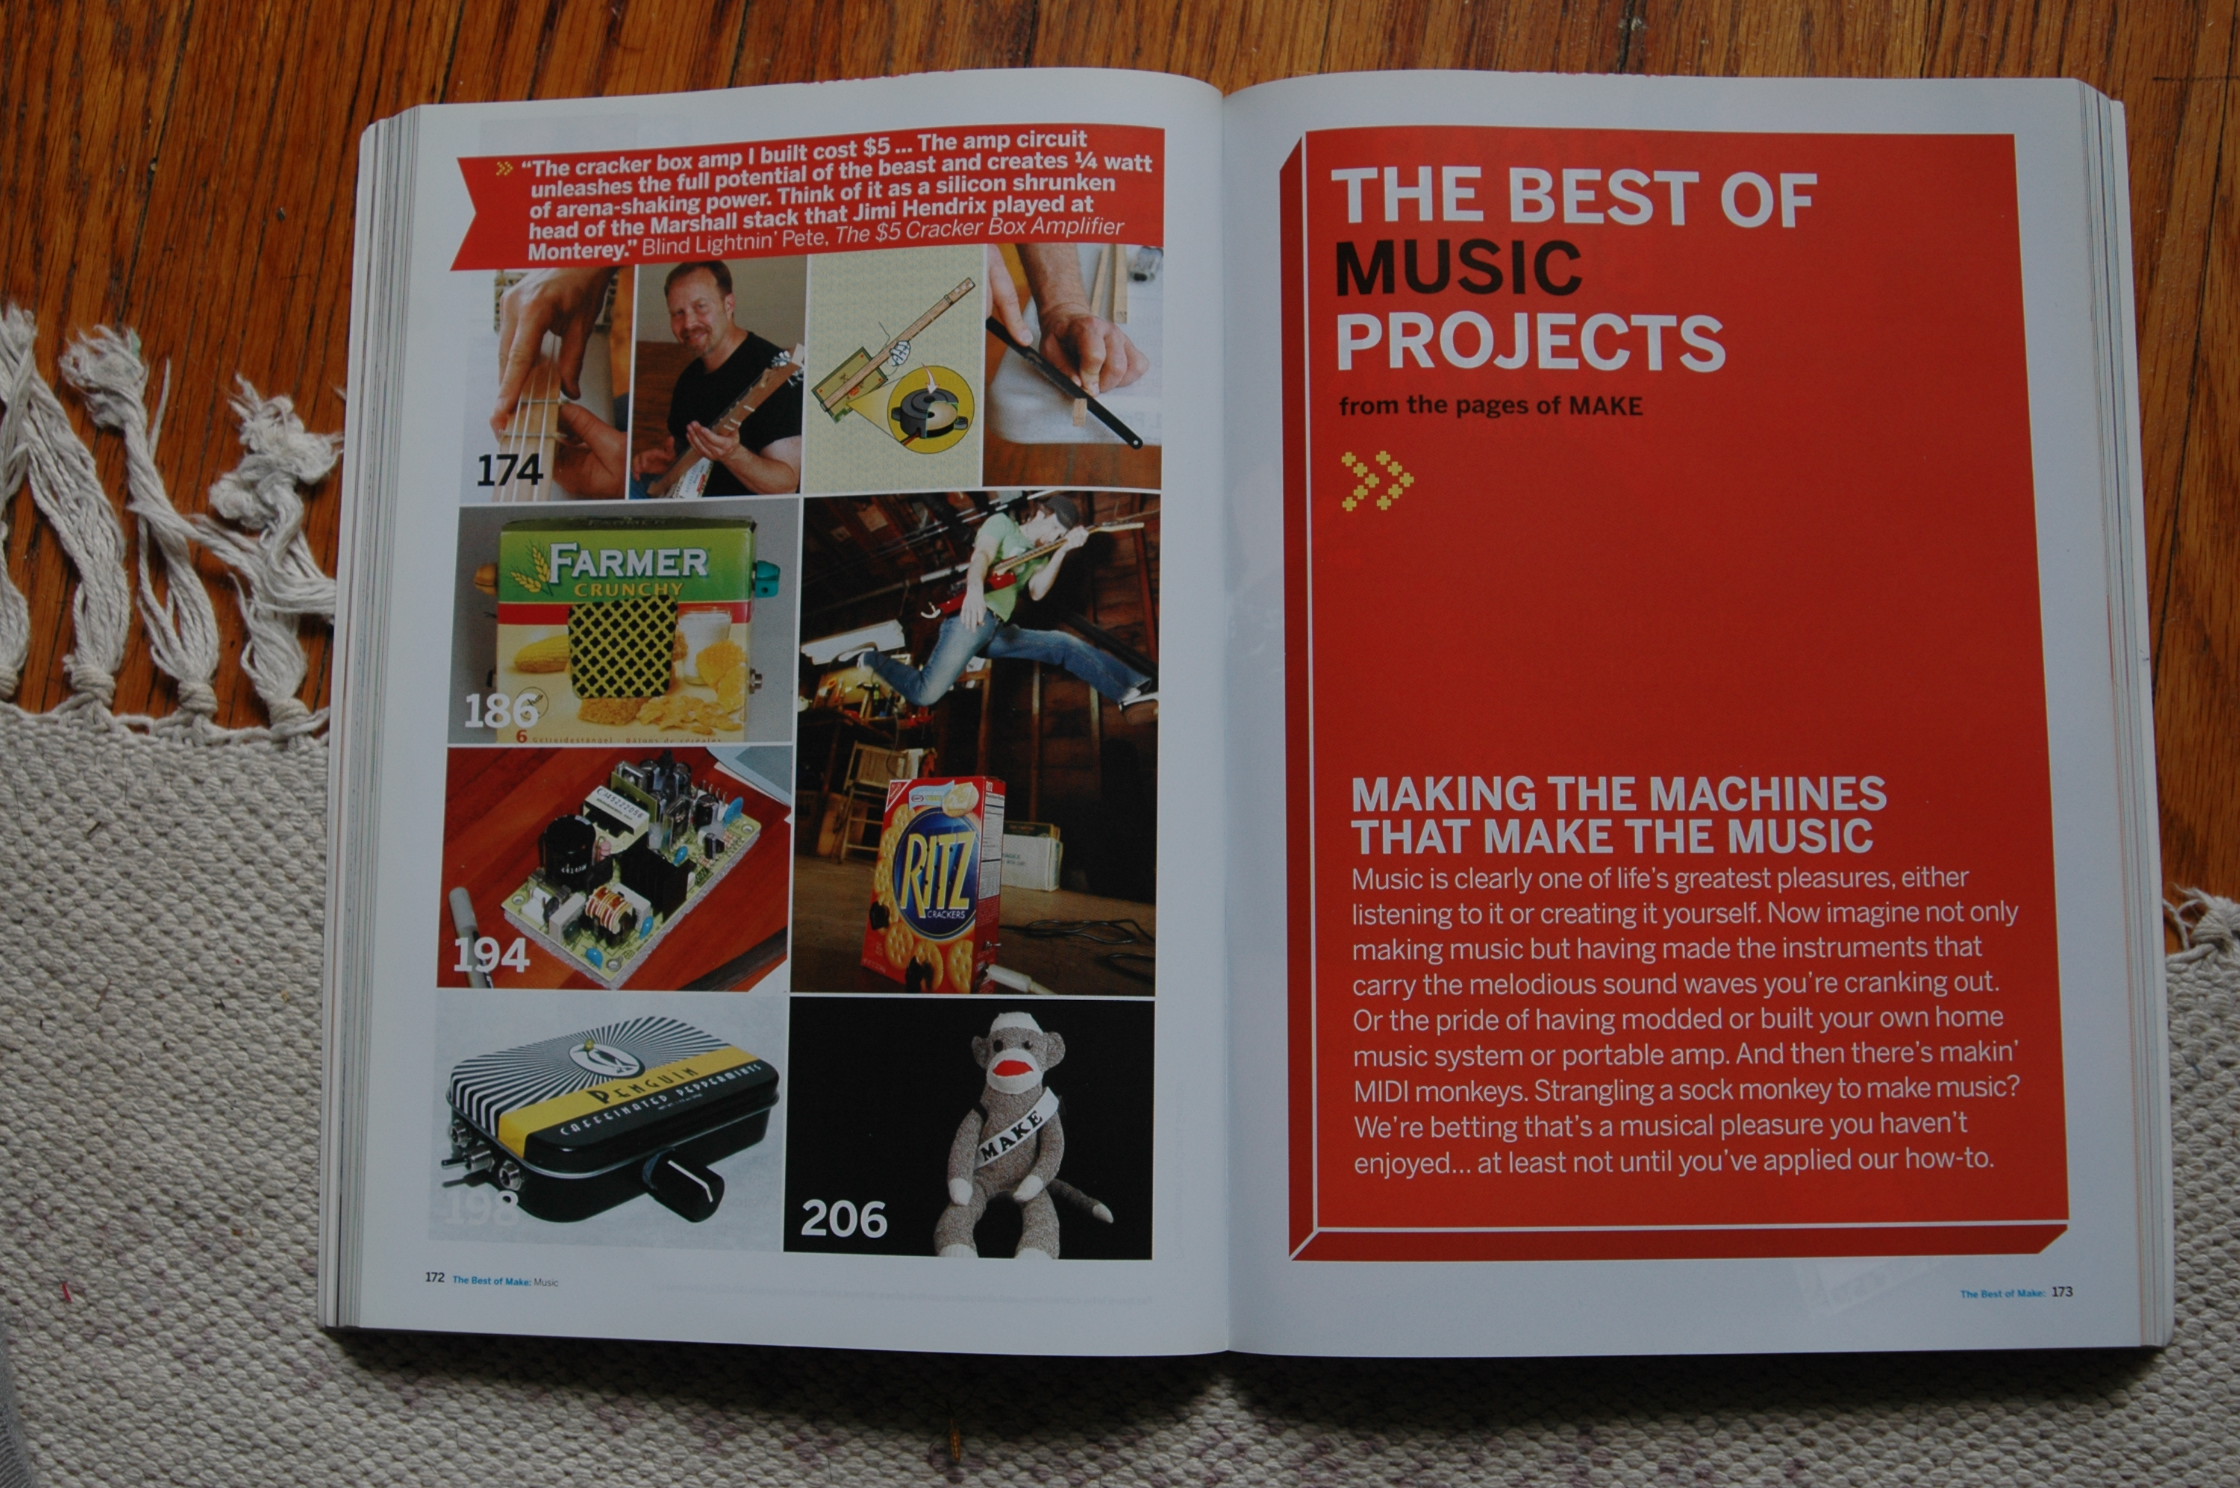 » “The cracker box amp I built cost $5 ... The amp circuit
unleashes the full potential of the beast and creates ¼ watt
of arena-shaking power. Think of it as a silicon shrunken
head of the Marshall stack that Jimi Hendrix played at
Monterey.” Blind Lightnin’ Pete. The $5 Cracker Box Amplifier
174
FARMER
CRUNCHY
6
186
RITZ
CRACKERS
194
PENGUIN
198
MAKE
206
172 The Best of Make: Music
THE BEST OF
MUSIC
PROJECTS
from the pages of MAKE
MAKING THE MACHINES
THAT MAKE THE MUSIC
Music is clearly one of life’s greatest pleasures, either
listening to it or creating it yourself. Now imagine not only
making music but having made the instruments that
carry the melodious sound waves you’re cranking out.
Or the pride of having modded or built your own home
music system or portable amp. And then there’s makin’
MIDI monkeys. Strangling a sock monkey to make music?
We’re betting that’s a musical pleasure you haven’t
enjoyed... at least not until you’ve applied our how-to.
The Best of Make: 173